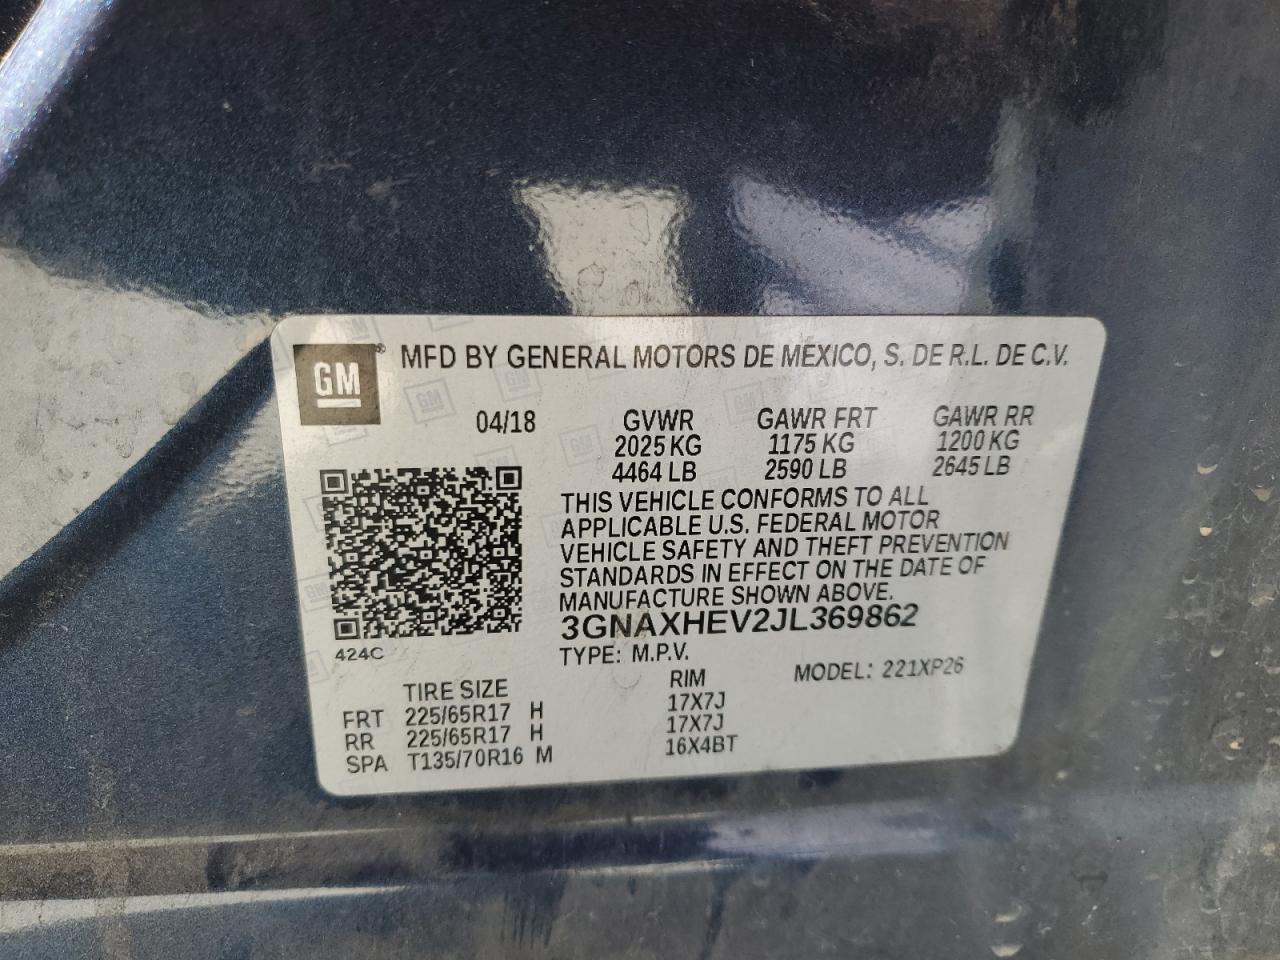 GM® MFD BY GENERAL MOTORS DE MEXICO, S. DE R.L. DE C.V.
04/18 GVWR GAWR FRT GAWR RR
2025 KG 1175 KG 1200 KG
4464 LB 2590 LB 2645 LB
THIS VEHICLE CONFORMS TO ALL
APPLICABLE U.S. FEDERAL MOTOR
VEHICLE SAFETY AND THEFT PREVENTION
STANDARDS IN EFFECT ON THE DATE OF
MANUFACTURE SHOWN ABOVE.
3GNAXHEV2JL369862
424C
TYPE: M.P.V.
TIRE SIZE RIM MODEL: 221XP26
FRT 225/65R17 H 17X7J
RR 225/65R17 H 17X7J
SPA T135/70R16 M 16X4BT